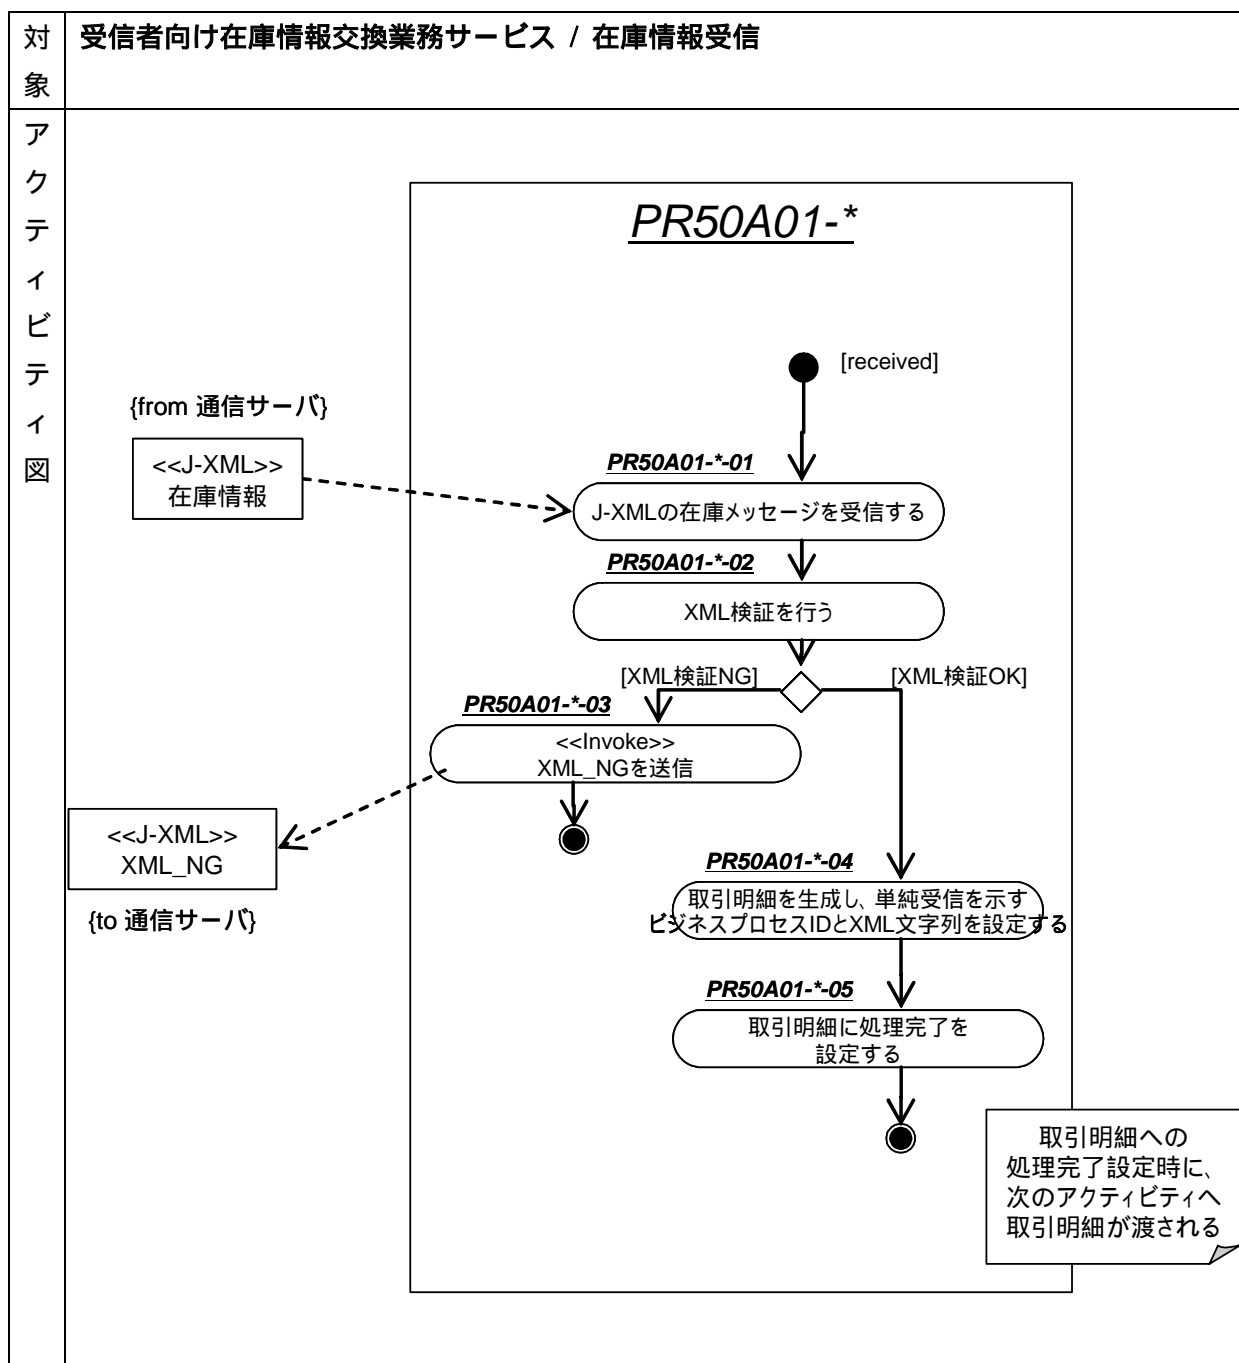 対象
受信者向け在庫情報交換業務サービス / 在庫情報受信
アクティビティ図
PR50A01-*
[received]
{from 通信サーバ}
<<J-XML>>
在庫情報
PR50A01-*-01
J-XMLの在庫メッセージを受信する
PR50A01-*-02
XML検証を行う
[XML検証NG]
[XML検証OK]
PR50A01-*-03
<<Invoke>>
XML_NGを送信
<<J-XML>>
XML_NG
{to 通信サーバ}
PR50A01-*-04
取引明細を生成し、単純受信を示す
ビジネスプロセスIDとXML文字列を設定する
PR50A01-*-05
取引明細に処理完了を
設定する
取引明細への
処理完了設定時に、
次のアクティビティへ
取引明細が渡される